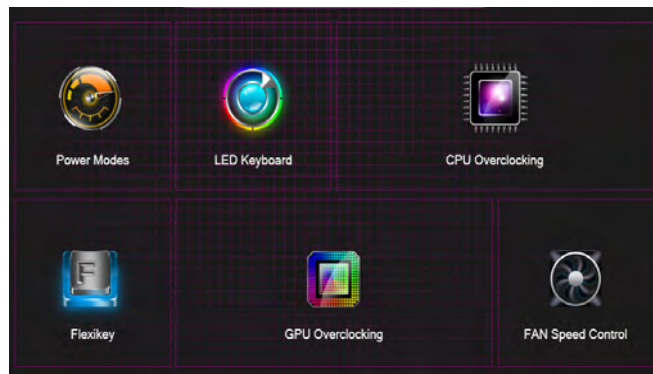 Power Modes
LED Keyboard
CPU Overclocking
F
Flexikey
GPU Overclocking
FAN Speed Control